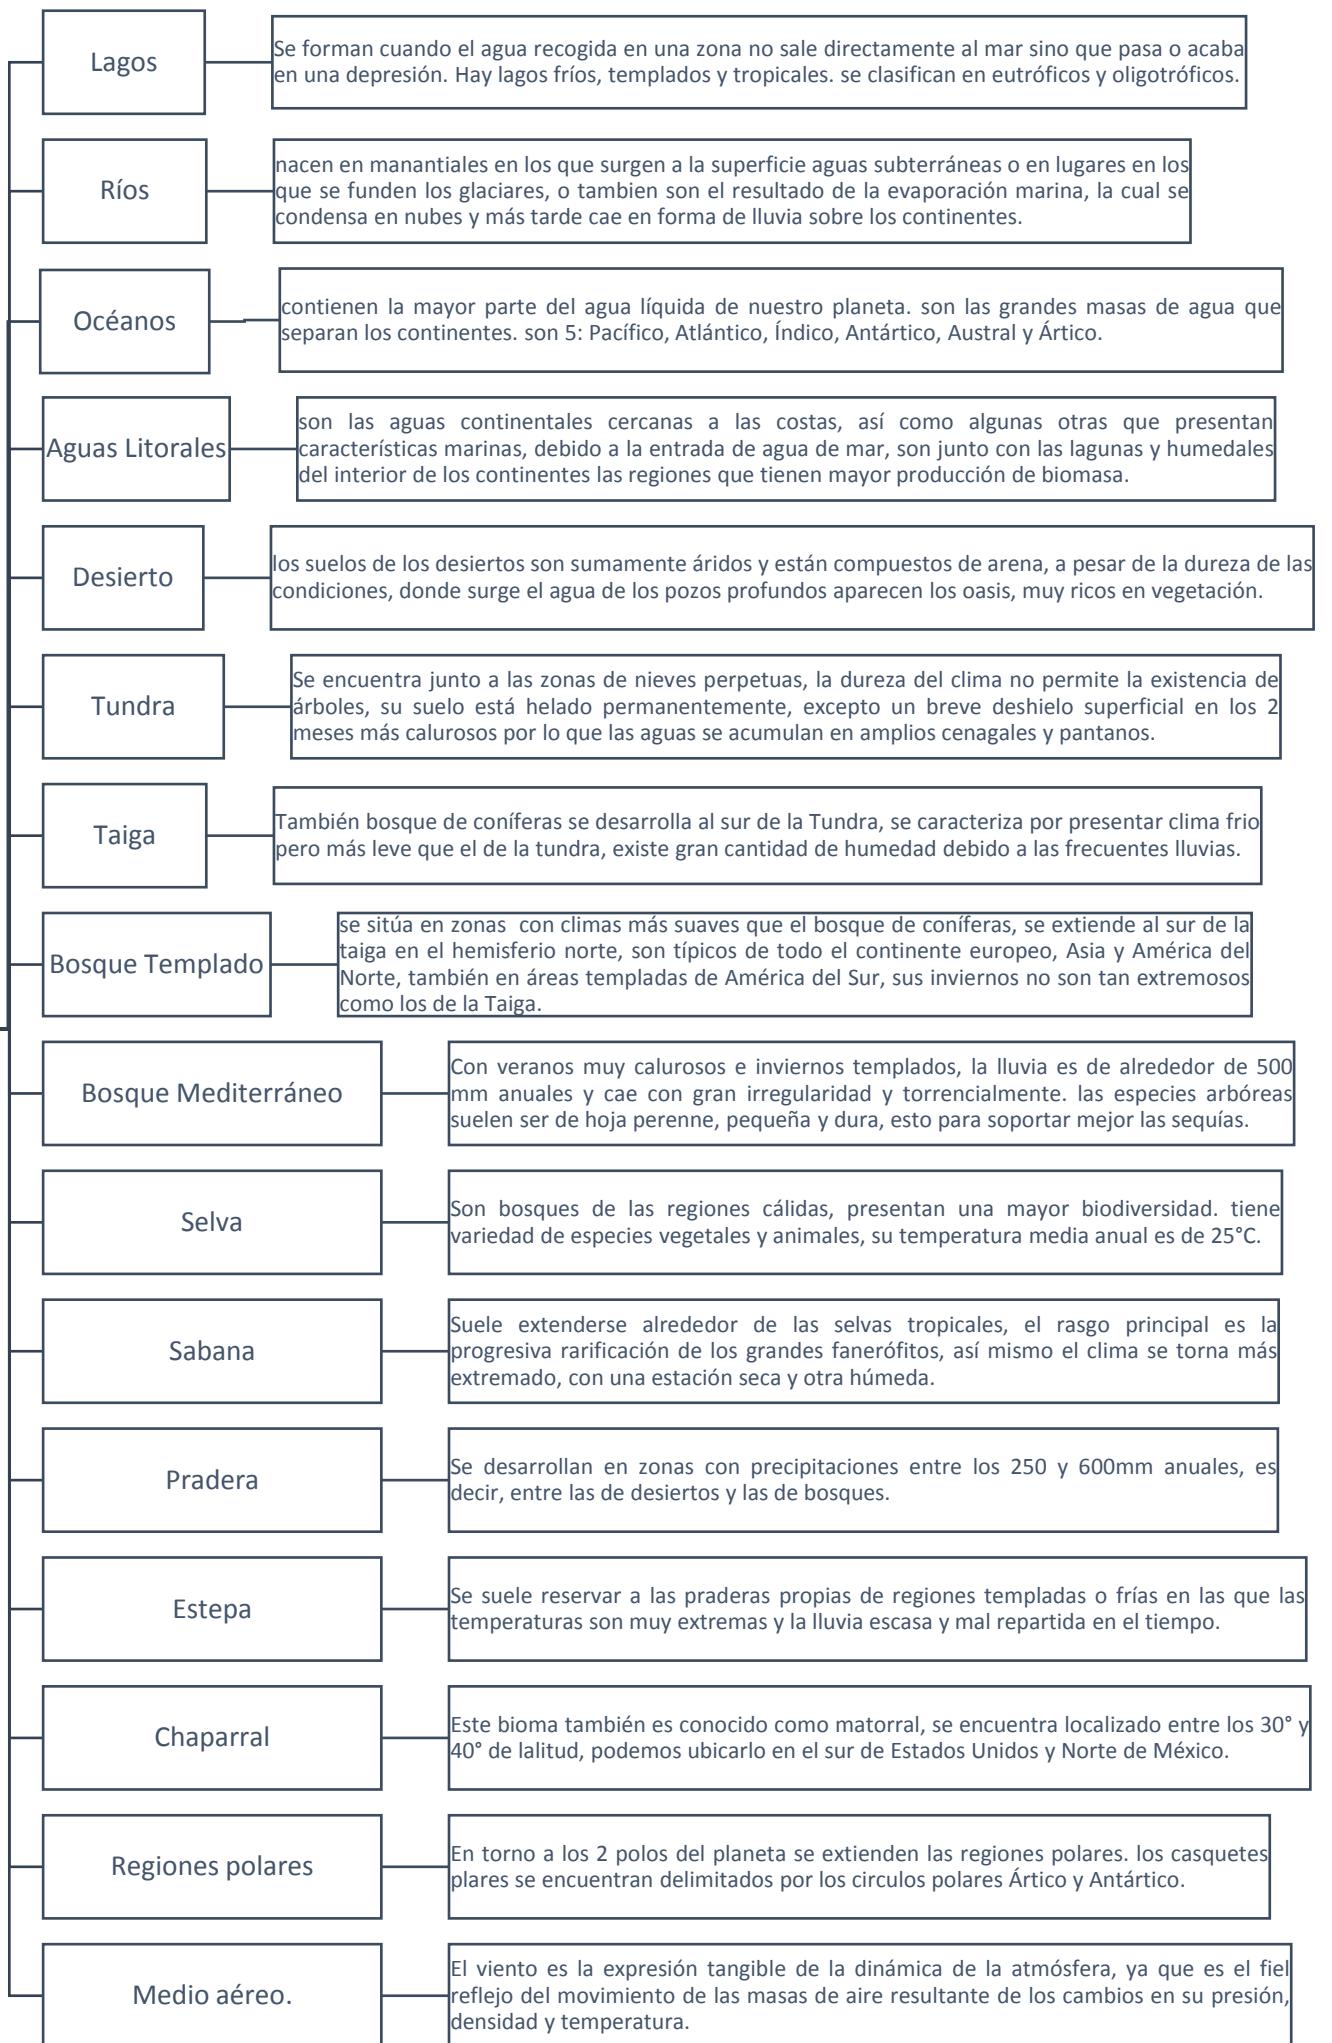 Lagos
Se forman cuando el agua recogida en una zona no sale directamente al mar sino que pasa o acaba
en una depresión. Hay lagos fríos, templados y tropicales. se clasifican en eutróficos y oligotróficos.
Ríos
nacen en manantiales en los que surgen a la superficie aguas subterráneas o en lugares en los
que se funden los glaciares, o tambien son el resultado de la evaporación marina, la cual se
condensa en nubes y más tarde cae en forma de lluvia sobre los continentes.
Océanos
contienen la mayor parte del agua líquida de nuestro planeta. son las grandes masas de agua que
separan los continentes. son 5: Pacífico, Atlántico, Índico, Antártico, Austral y Ártico.
Aguas Litorales
son las aguas continentales cercanas a las costas, así como algunas otras que presentan
características marinas, debido a la entrada de agua de mar, son junto con las lagunas y humedales
del interior de los continentes las regiones que tienen mayor producción de biomasa.
Desierto
los suelos de los desiertos son sumamente áridos y están compuestos de arena, a pesar de la dureza de las
condiciones, donde surge el agua de los pozos profundos aparecen los oasis, muy ricos en vegetación.
Tundra
Se encuentra junto a las zonas de nieves perpetuas, la dureza del clima no permite la existencia de
árboles, su suelo está helado permanentemente, excepto un breve deshielo superficial en los 2
meses más calurosos por lo que las aguas se acumulan en amplios cenagales y pantanos.
Taiga
También bosque de coníferas se desarrolla al sur de la Tundra, se caracteriza por presentar clima frio
pero más leve que el de la tundra, existe gran cantidad de humedad debido a las frecuentes lluvias.
Bosque Templado
se sitúa en zonas con climas más suaves que el bosque de coníferas, se extiende al sur de la
taiga en el hemisferio norte, son típicos de todo el continente europeo, Asia y América del
Norte, también en áreas templadas de América del Sur, sus inviernos no son tan extremosos
como los de la Taiga.
Bosque Mediterráneo
Con veranos muy calurosos e inviernos templados, la lluvia es de alrededor de 500
mm anuales y cae con gran irregularidad y torrencialmente. las especies arbóreas
suelen ser de hoja perenne, pequeña y dura, esto para soportar mejor las sequías.
Selva
Son bosques de las regiones cálidas, presentan una mayor biodiversidad. tiene
variedad de especies vegetales y animales, su temperatura media anual es de 25°C.
Sabana
Suele extenderse alrededor de las selvas tropicales, el rasgo principal es la
progresiva rarificación de los grandes fanerófitos, así mismo el clima se torna más
extremado, con una estación seca y otra húmeda.
Pradera
Se desarrollan en zonas con precipitaciones entre los 250 y 600mm anuales, es
decir, entre las de desiertos y las de bosques.
Estepa
Se suele reservar a las praderas propias de regiones templadas o frías en las que las
temperaturas son muy extremas y la lluvia escasa y mal repartida en el tiempo.
Chaparral
Este bioma también es conocido como matorral, se encuentra localizado entre los 30° y
40° de lalitud, podemos ubicarlo en el sur de Estados Unidos y Norte de México.
Regiones polares
En torno a los 2 polos del planeta se extienden las regiones polares. los casquetes
plares se encuentran delimitados por los circulos polares Ártico y Antártico.
Medio aéreo.
El viento es la expresión tangible de la dinámica de la atmósfera, ya que es el fiel
reflejo del movimiento de las masas de aire resultante de los cambios en su presión,
densidad y temperatura.